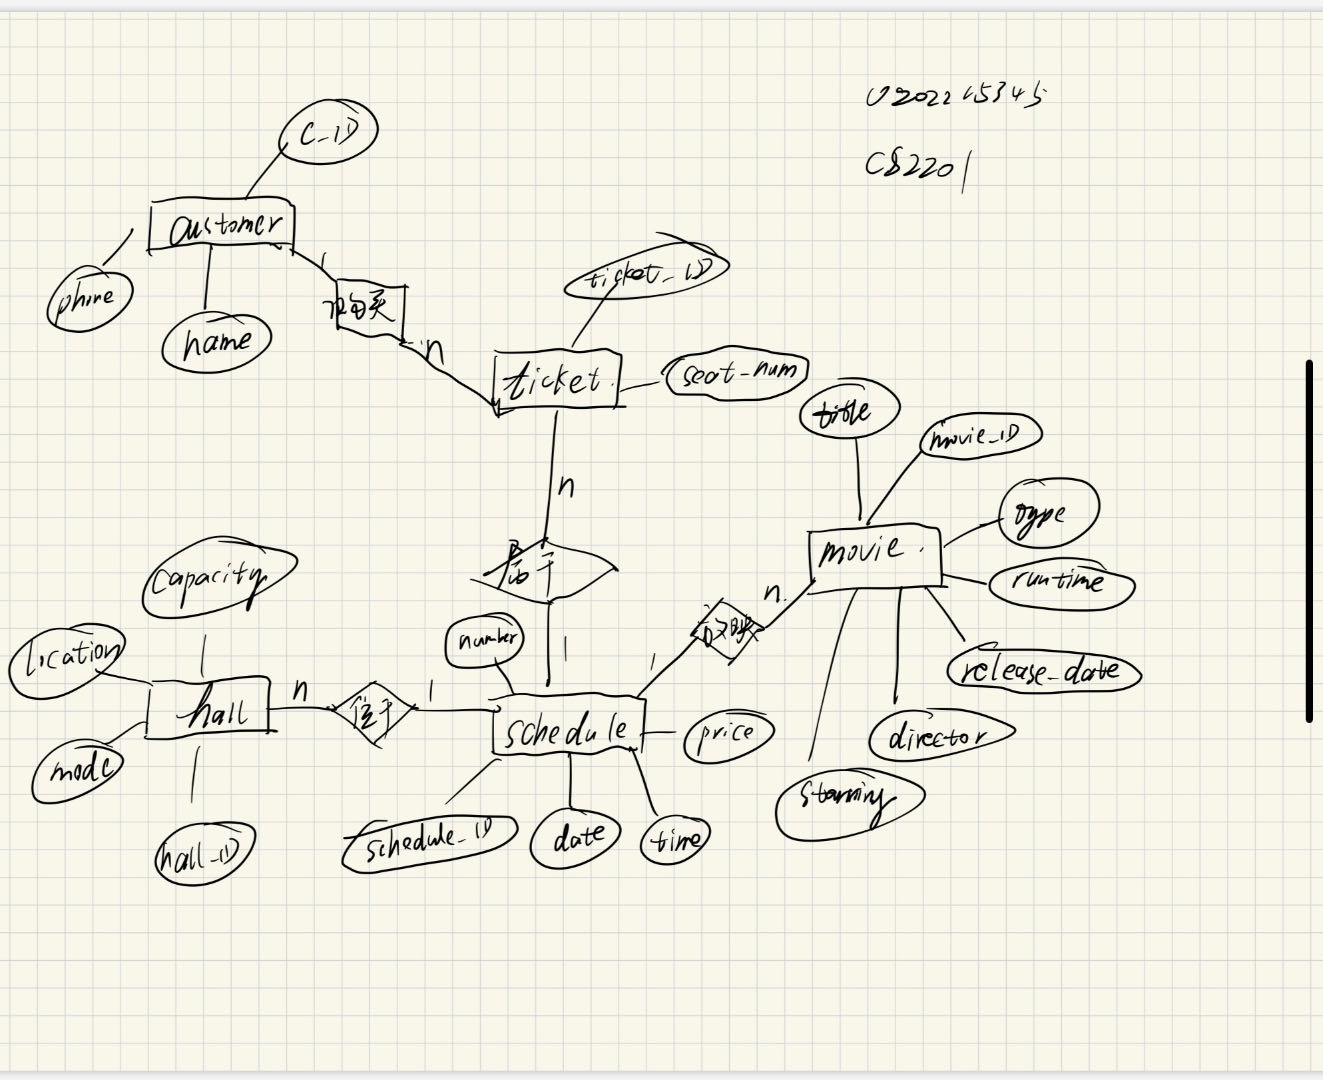 U202215345
CS2201
C_ID
customer
phone
name
1
购买
n
ticket_ID
ticket
seat-num
n
属于
1
title
movie_ID
movie
type
runtime
release_date
director
starring
n
放映
1
capacity
location
hall
mode
hall_ID
n
位于
1
number
schedule
price
schedule_ID
date
time